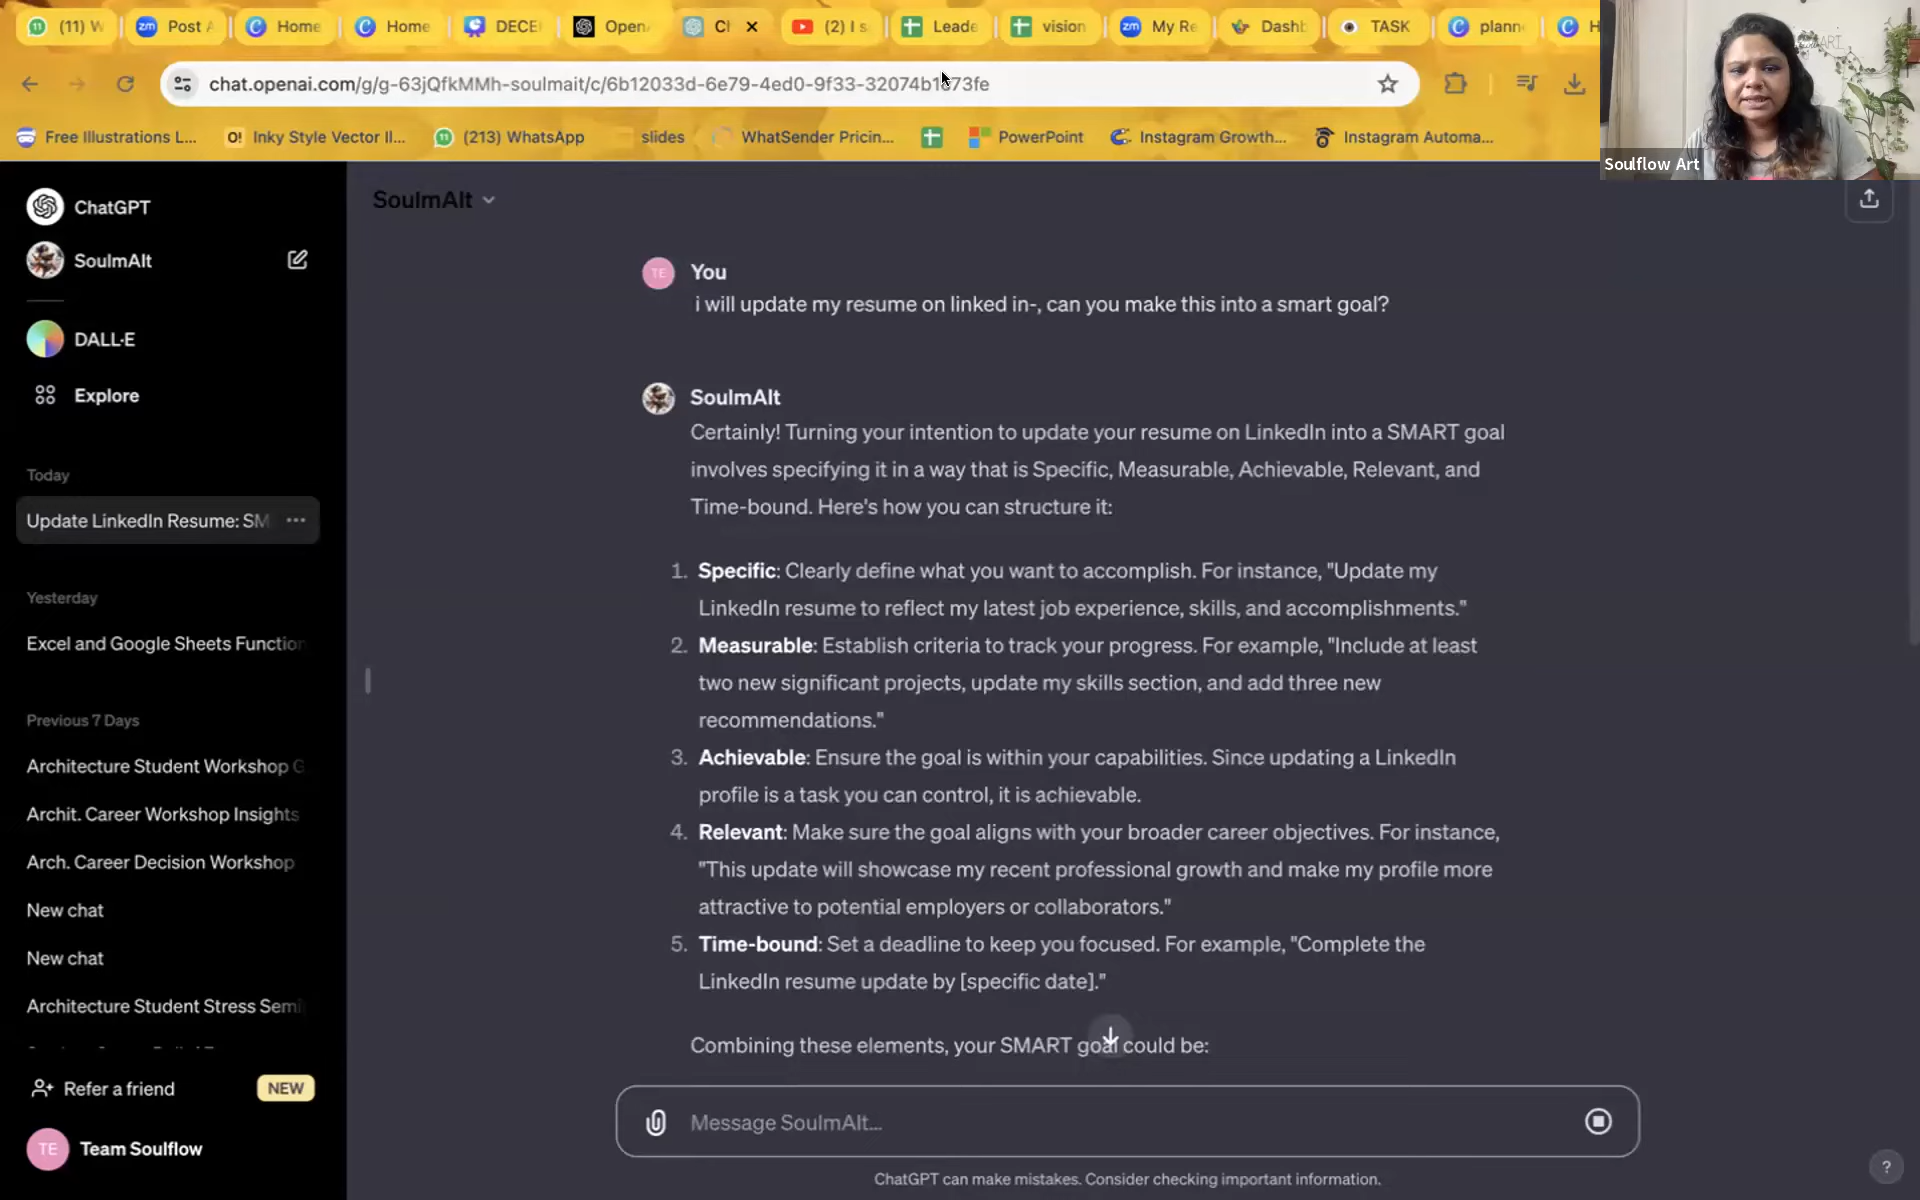 (11) W
Post A
Home
Home
DECE
Open
Cl
(2) I s
Leade
vision
My Re
Dashb
TASK
plann
H
chat.openai.com/g/g-63jQfkMMh-soulmait/c/6b12033d-6e79-4ed0-9f33-32074b1873fe
Free Illustrations L...
O! Inky Style Vector Il...
(213) WhatsApp
slides
WhatSender Pricin...
PowerPoint
Instagram Growth...
Instagram Automa...
Soulflow Art
ChatGPT
SoulmAIt
DALL·E
Explore
Today
Update LinkedIn Resume: SM
Yesterday
Excel and Google Sheets Function
Previous 7 Days
Architecture Student Workshop G
Archit. Career Workshop Insights
Arch. Career Decision Workshop
New chat
New chat
Architecture Student Stress Semi
Refer a friend NEW
TE Team Soulflow
SoulmAIt
TE You
i will update my resume on linked in-, can you make this into a smart goal?
SoulmAIt
Certainly! Turning your intention to update your resume on LinkedIn into a SMART goal
involves specifying it in a way that is Specific, Measurable, Achievable, Relevant, and
Time-bound. Here's how you can structure it:
1. Specific: Clearly define what you want to accomplish. For instance, "Update my
LinkedIn resume to reflect my latest job experience, skills, and accomplishments."
2. Measurable: Establish criteria to track your progress. For example, "Include at least
two new significant projects, update my skills section, and add three new
recommendations."
3. Achievable: Ensure the goal is within your capabilities. Since updating a LinkedIn
profile is a task you can control, it is achievable.
4. Relevant: Make sure the goal aligns with your broader career objectives. For instance,
"This update will showcase my recent professional growth and make my profile more
attractive to potential employers or collaborators."
5. Time-bound: Set a deadline to keep you focused. For example, "Complete the
LinkedIn resume update by [specific date]."
Combining these elements, your SMART goal could be:
Message SoulmAIt...
ChatGPT can make mistakes. Consider checking important information.
?